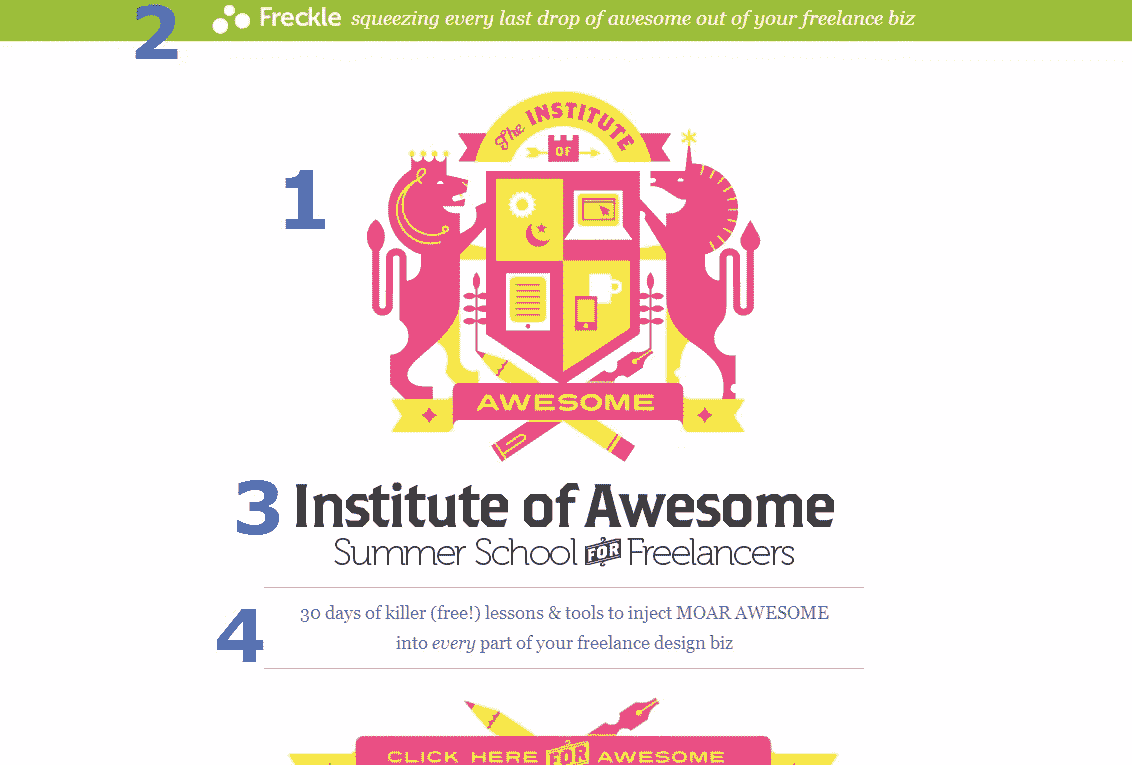 2
Freckle squeezing every last drop of awesome out of your freelance biz
1
The INSTITUTE
OF
AWESOME
3
Institute of Awesome
Summer School FOR Freelancers
4
30 days of killer (free!) lessons & tools to inject MOAR AWESOME
into every part of your freelance design biz
CLICK HERE FOR AWESOME